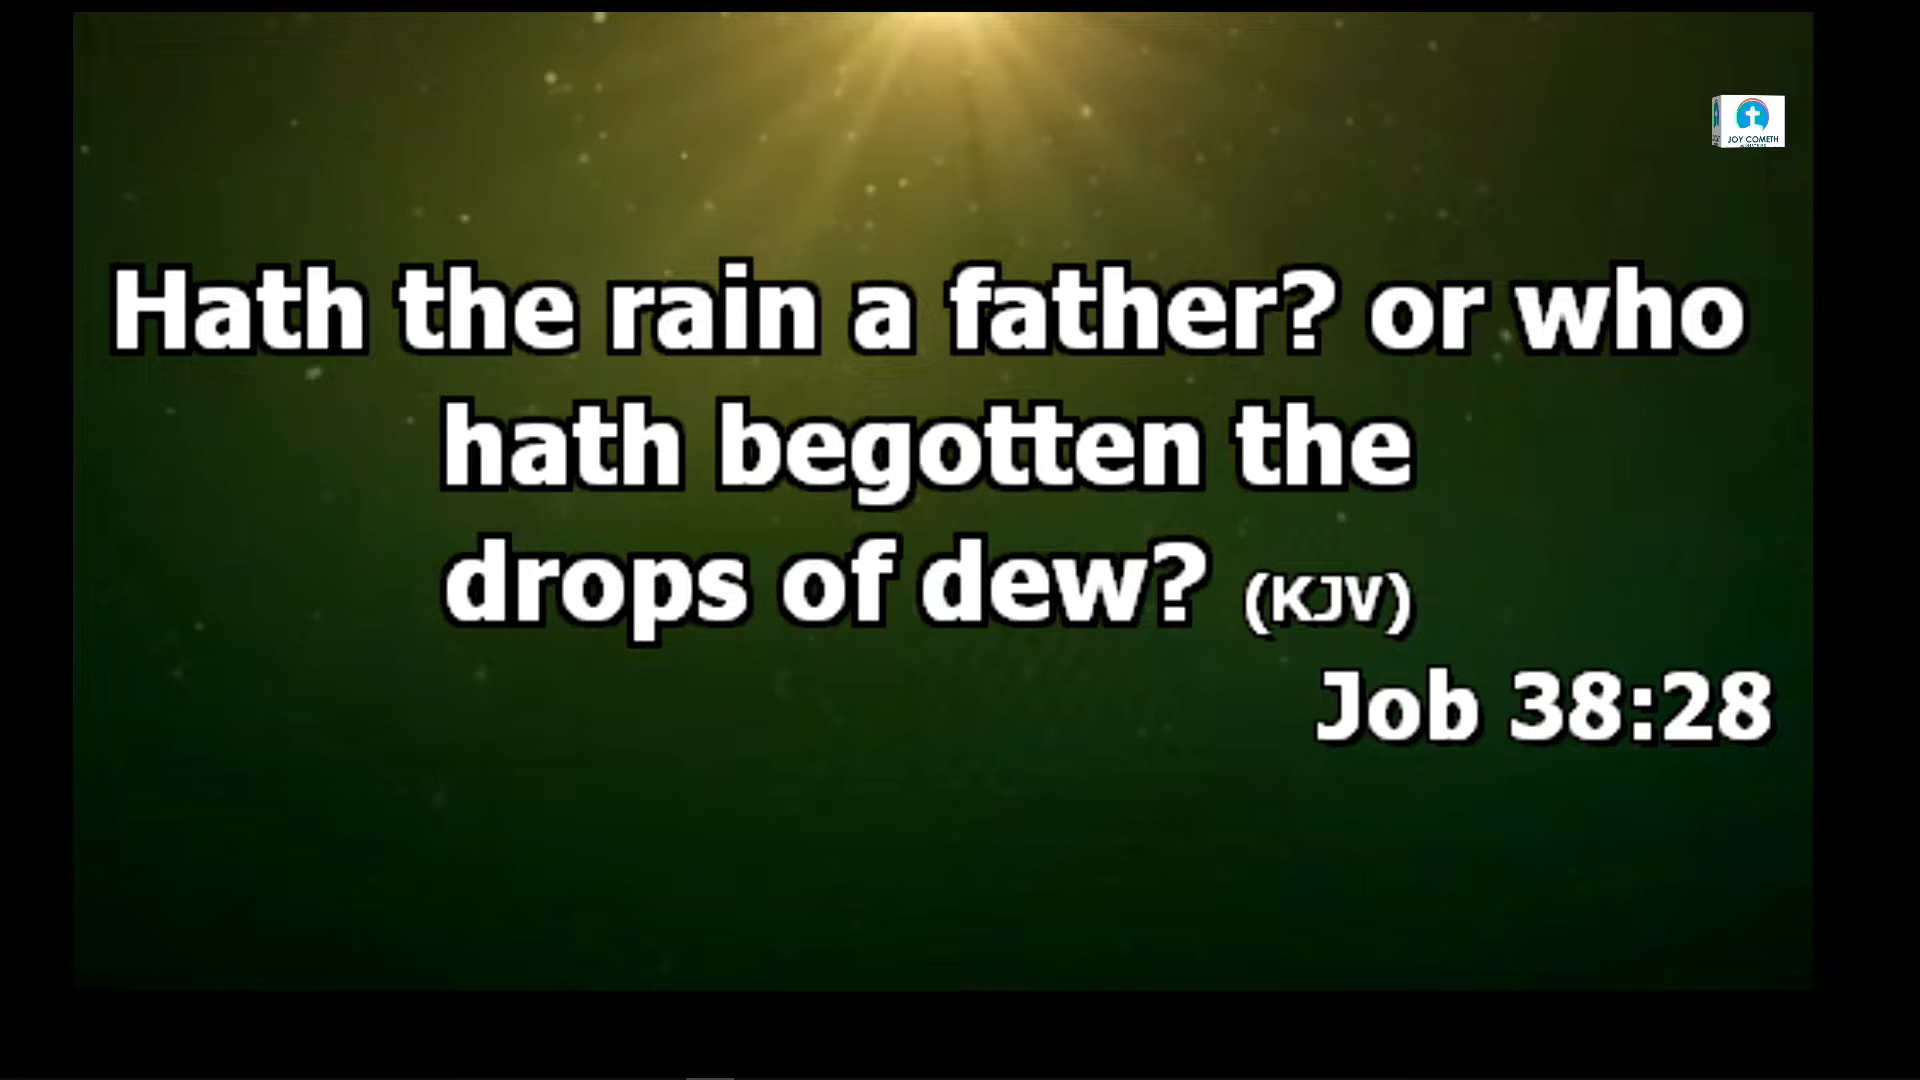 JOY COMETH
Hath the rain a father? or who
hath begotten the
drops of dew? (KJV)
Job 38:28